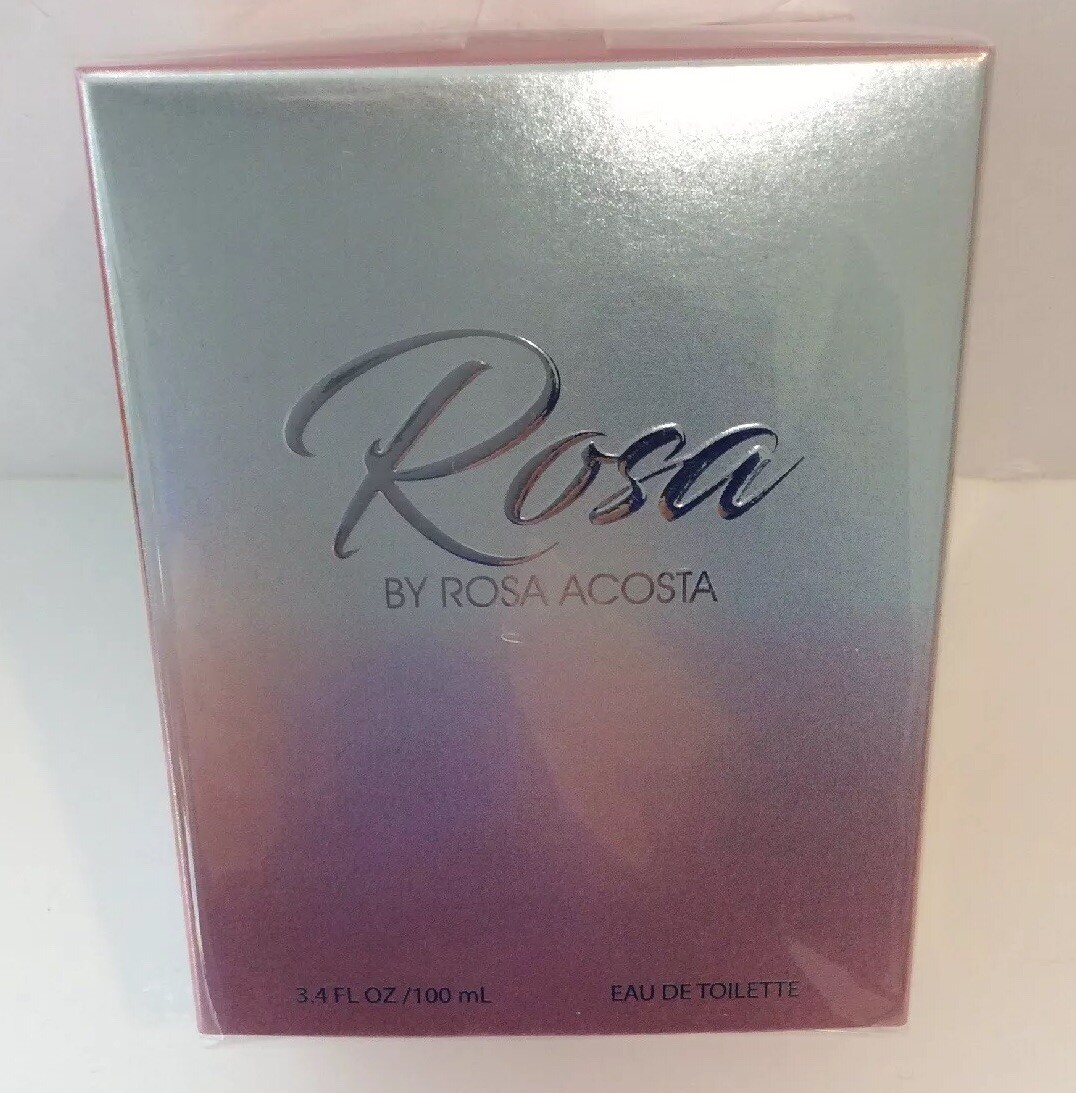 Rosa
BY ROSA ACOSTA
3.4 FL OZ /100 mL
EAU DE TOILETTE